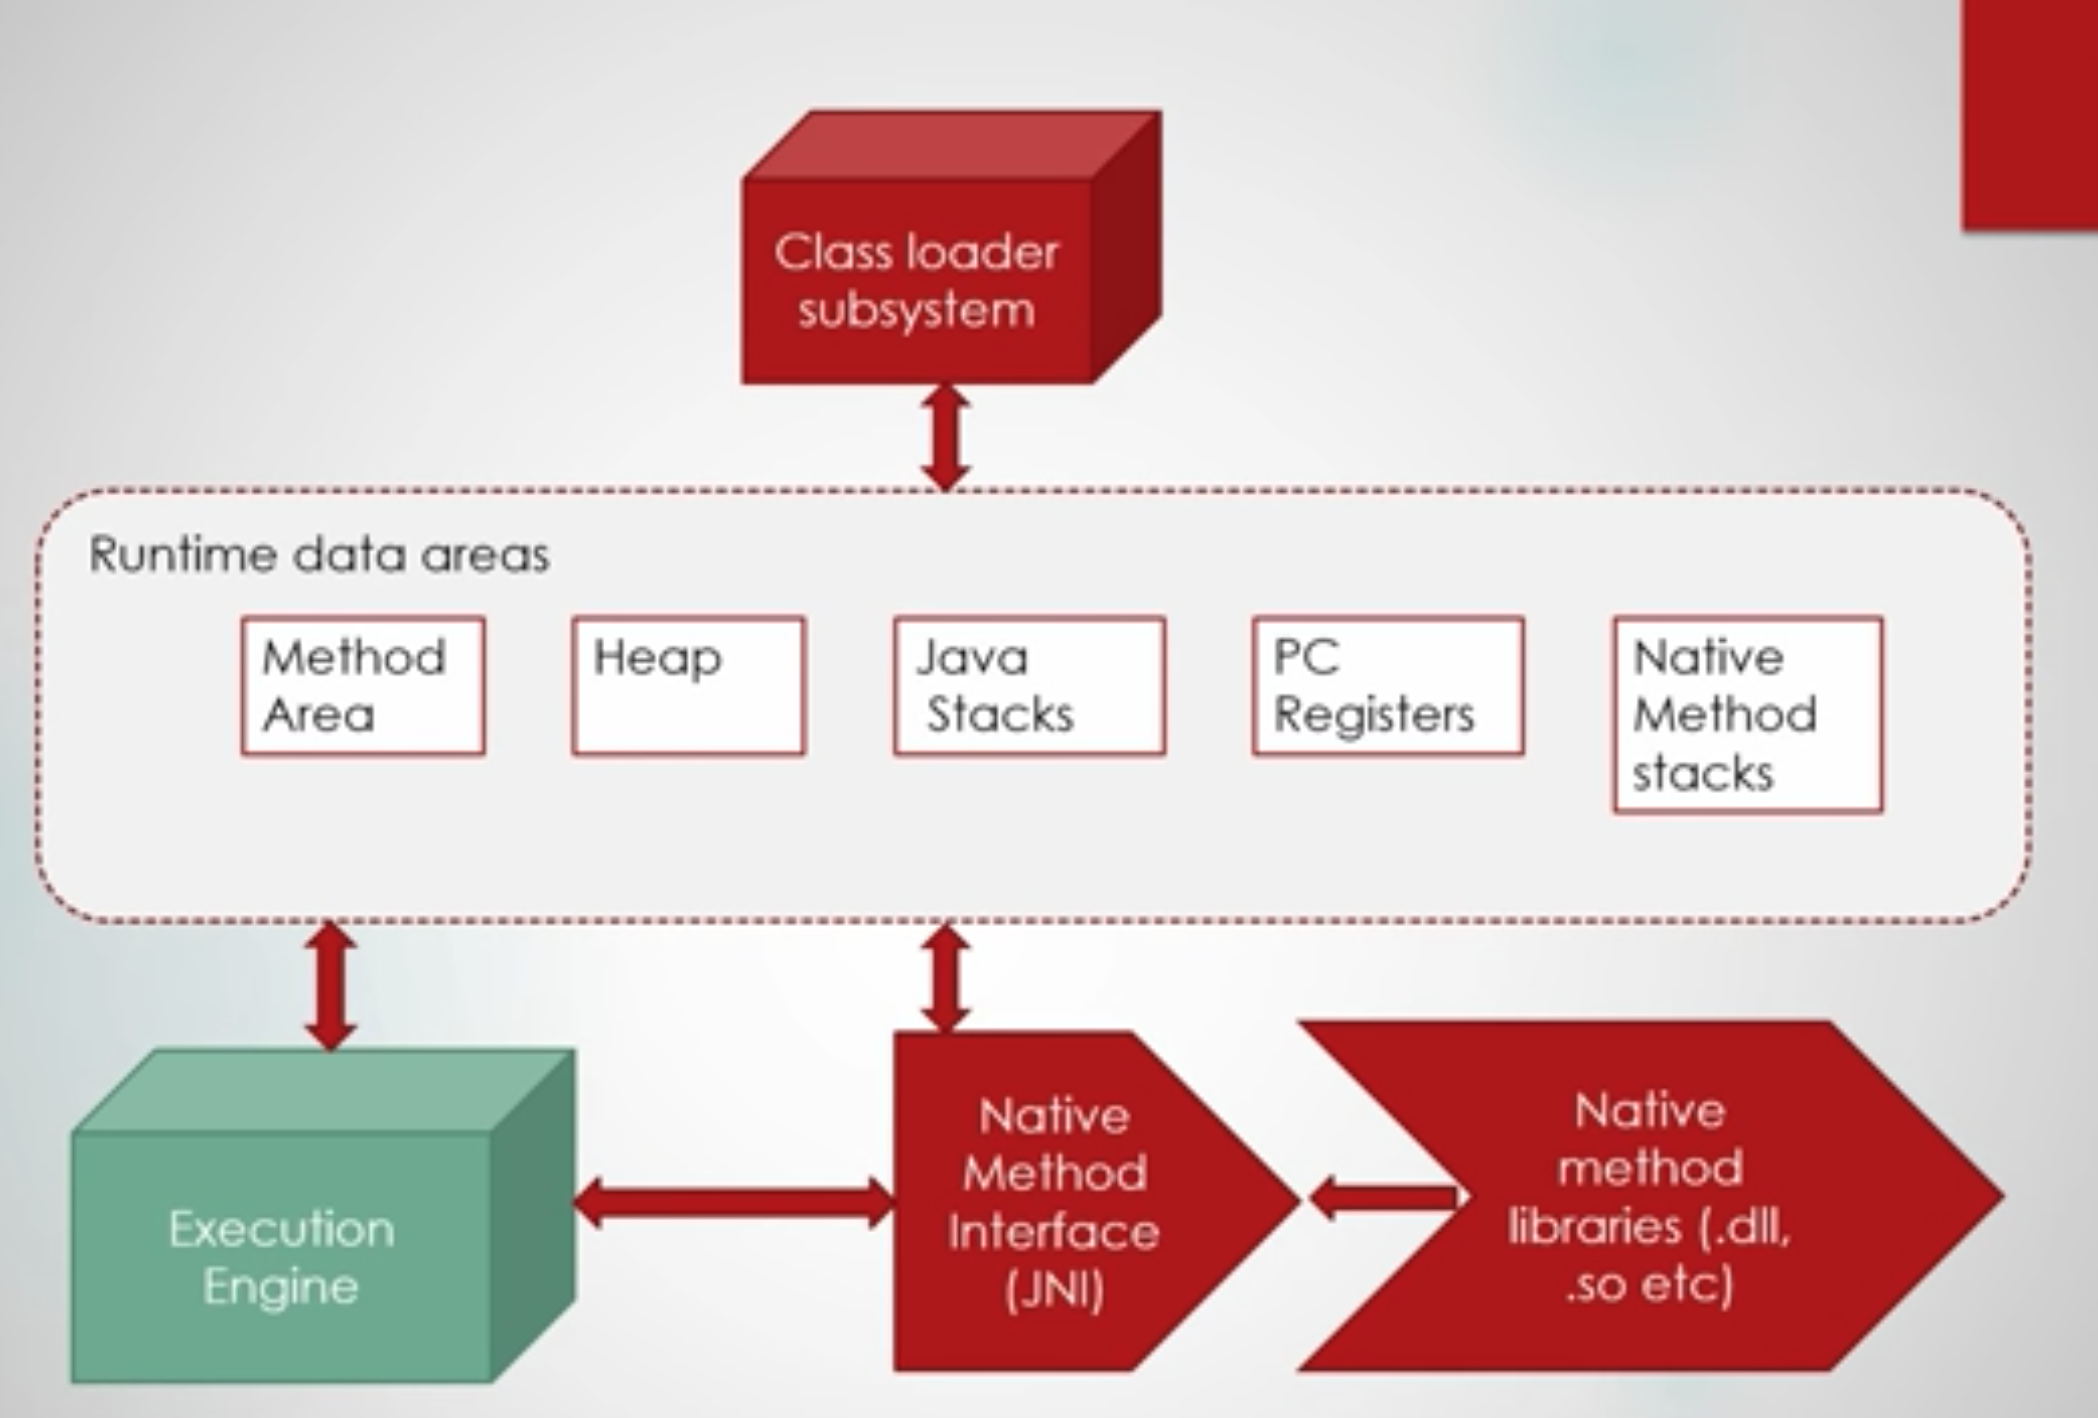 Class loader
subsystem
Runtime data areas
Method
Area
Heap
Java
Stacks
PC
Registers
Native
Method
stacks
Execution
Engine
Native
Method
Interface
(JNI)
Native
method
libraries (.dll,
.so etc)